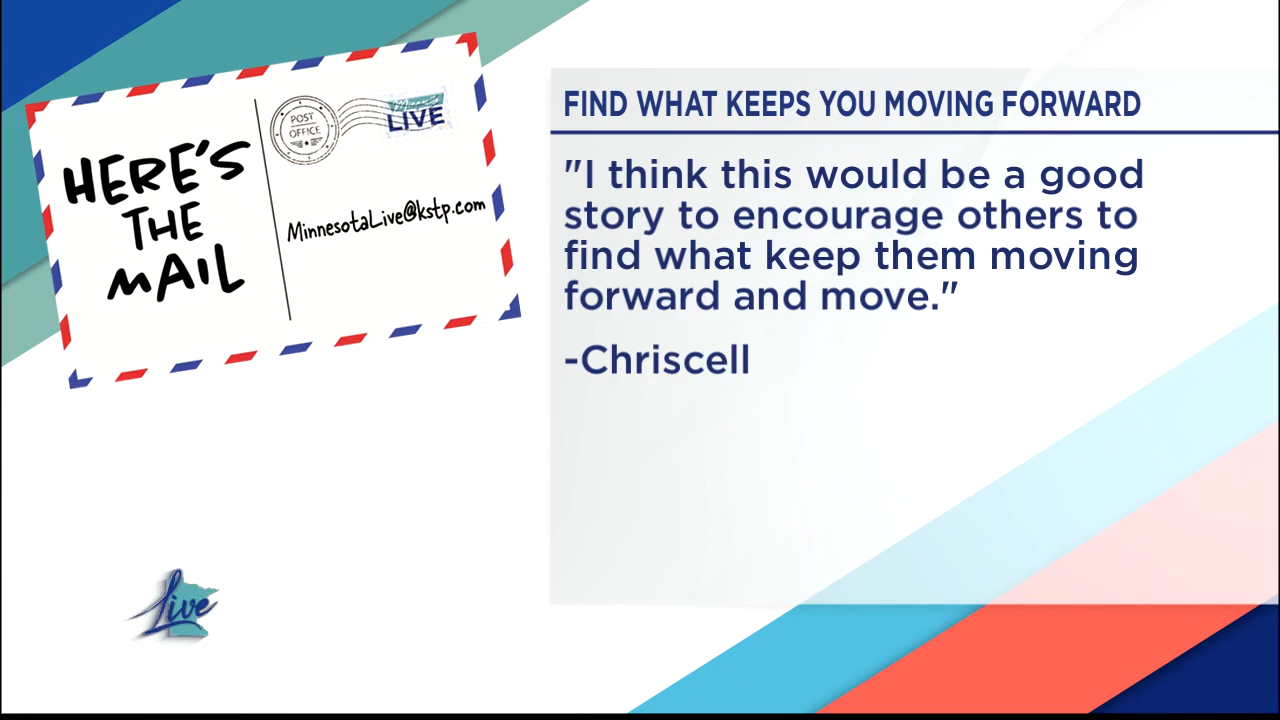 HERE'S
THE
MAIL
POST
OFFICE
Minnesota
LIVE
MinnesotaLive@kstp.com
FIND WHAT KEEPS YOU MOVING FORWARD
"I think this would be a good
story to encourage others to
find what keep them moving
forward and move."
-Chriscell
Live